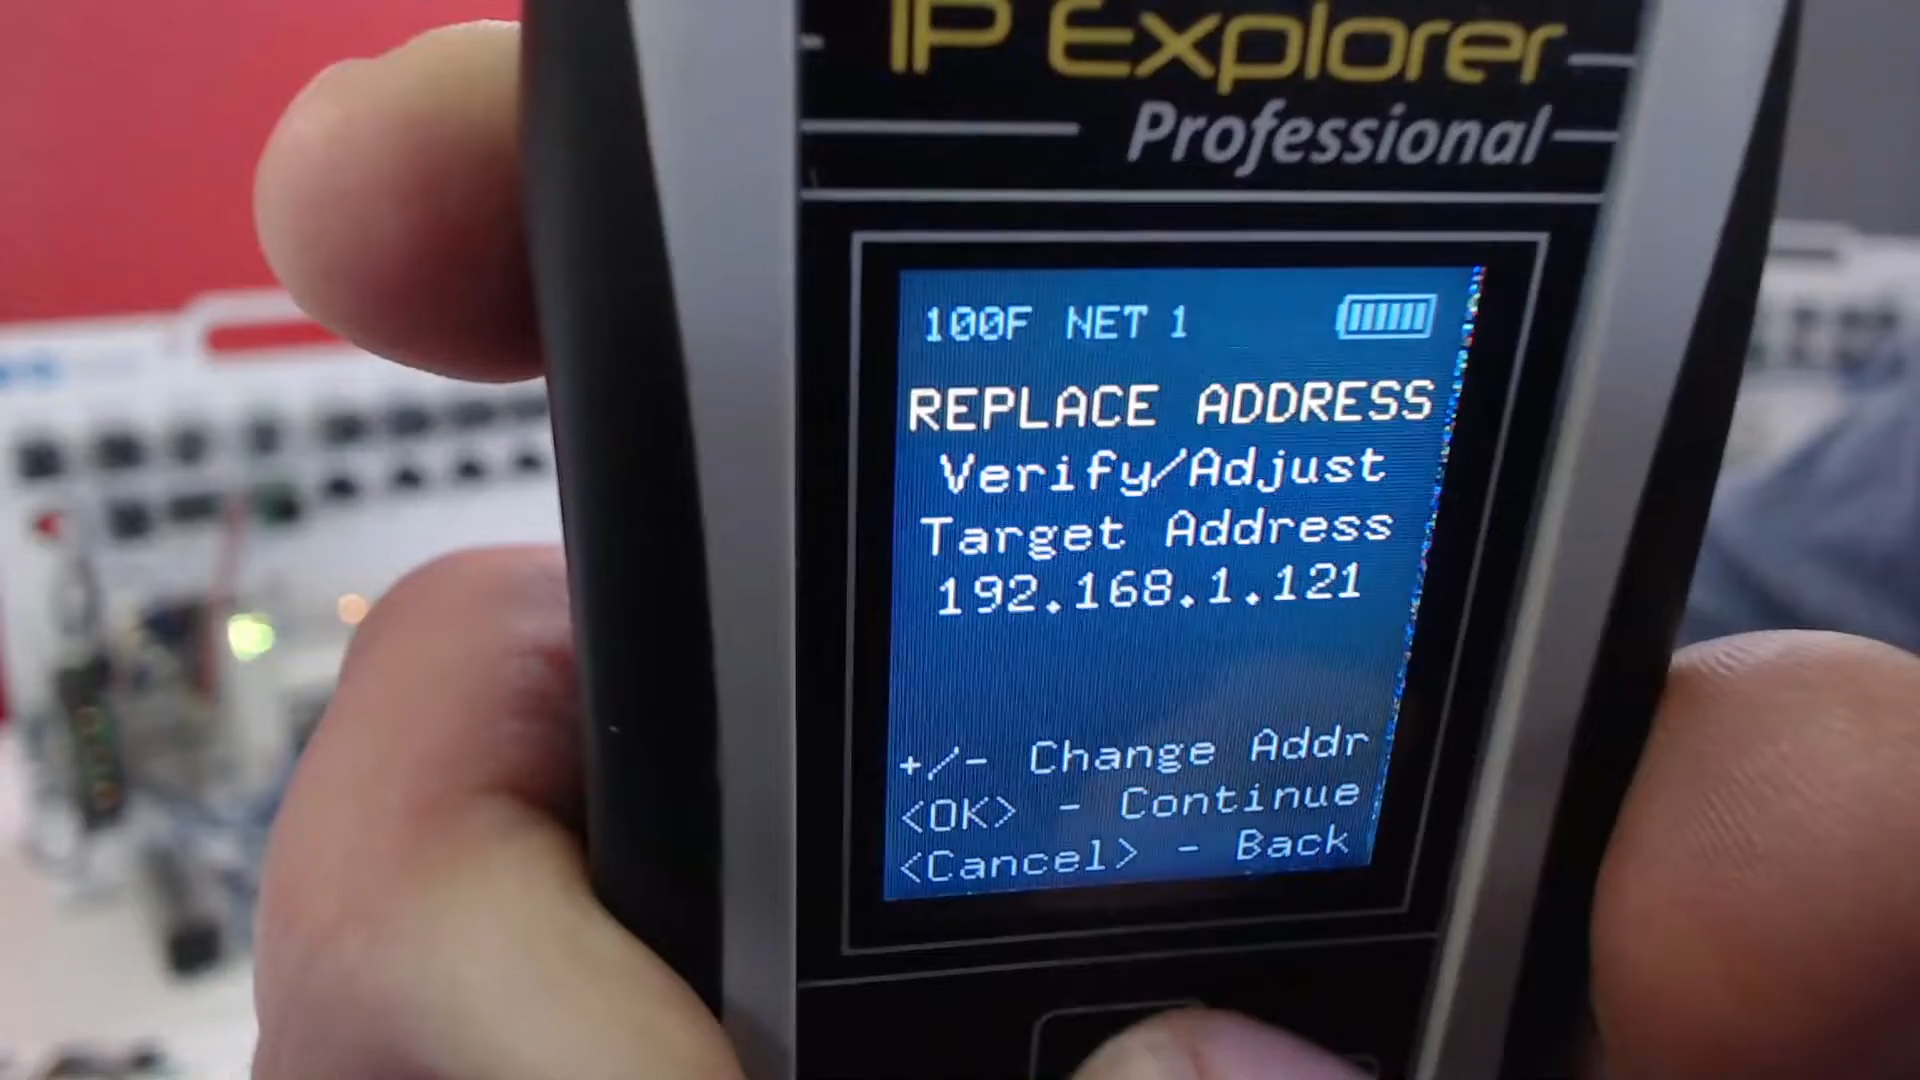 IP Explorer
Professional
100F NET 1
REPLACE ADDRESS
Verify/Adjust
Target Address
192.168.1.121
+/- Change Addr
<OK> - Continue
<Cancel> - Back